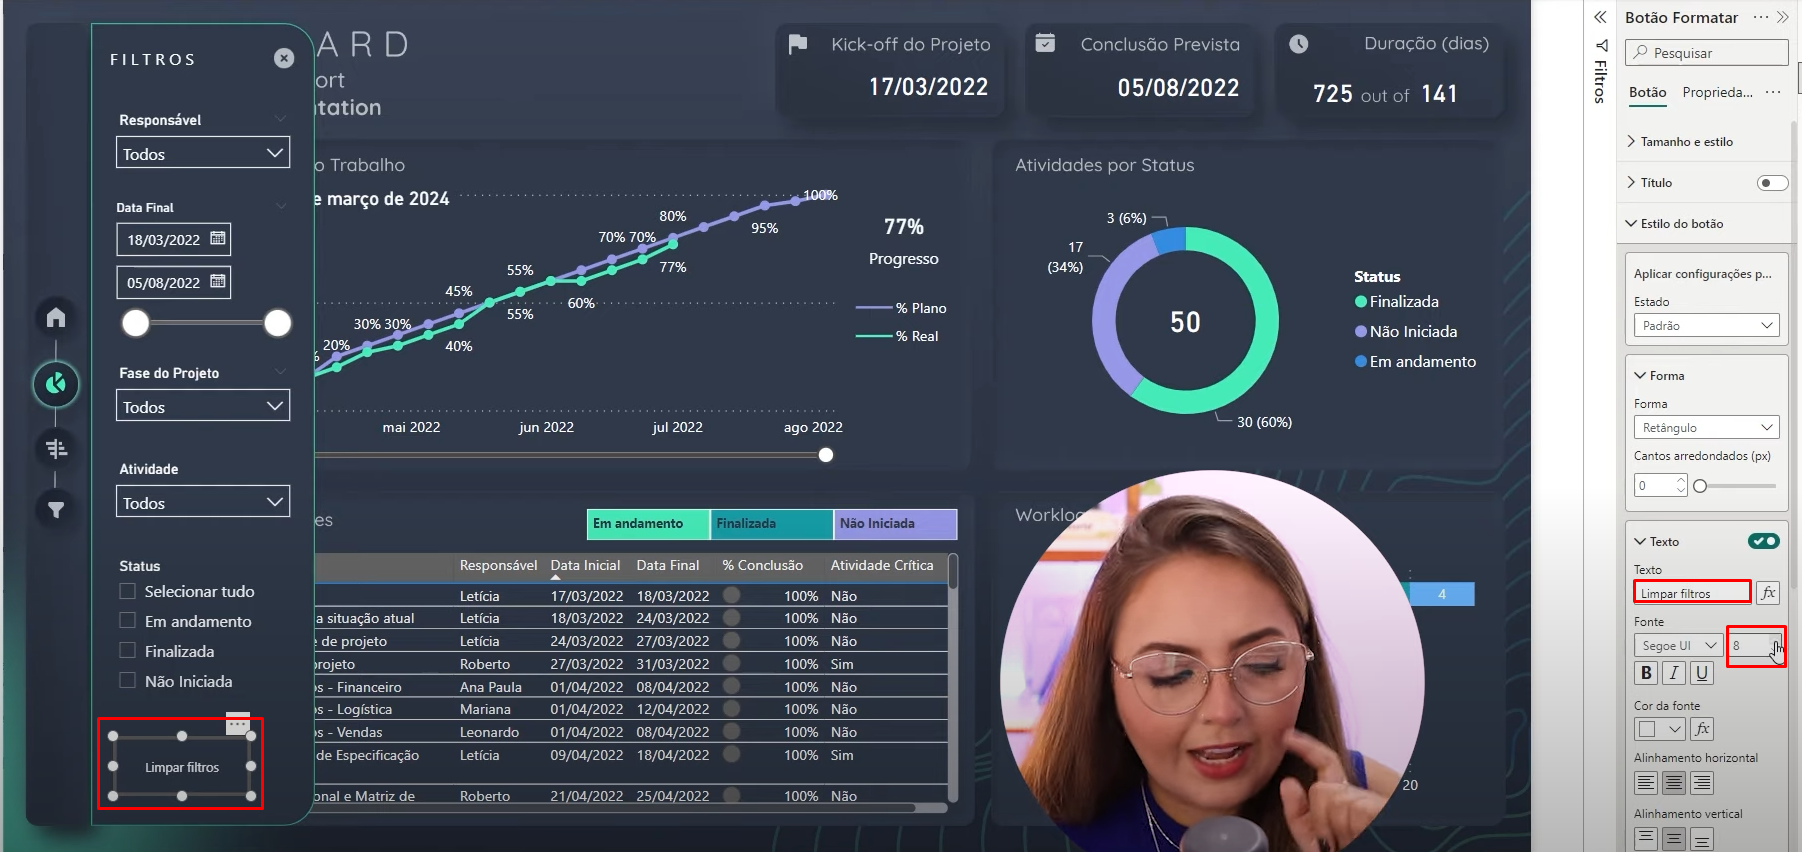 FILTROS
ARD
ort
ntation
Responsável
Todos
Data Final
18/03/2022
05/08/2022
Fase do Projeto
Todos
Atividade
Todos
Status
Selecionar tudo
Em andamento
Finalizada
Não Iniciada
Limpar filtros
Kick-off do Projeto
17/03/2022
Conclusão Prevista
05/08/2022
Duração (dias)
725 out of 141
o Trabalho
e março de 2024
100%
80%
95%
70% 70%
77%
55%
60%
45%
55%
30% 30%
40%
20%
%
mai 2022
jun 2022
jul 2022
ago 2022
77%
Progresso
% Plano
% Real
Atividades por Status
3 (6%)
17
(34%)
50
30 (60%)
Status
Finalizada
Não Iniciada
Em andamento
es
Em andamento Finalizada Não Iniciada
Responsável Data Inicial Data Final % Conclusão Atividade Crítica
Letícia 17/03/2022 18/03/2022 100% Não
a situação atual Letícia 18/03/2022 24/03/2022 100% Não
e de projeto Letícia 24/03/2022 27/03/2022 100% Não
projeto Roberto 27/03/2022 31/03/2022 100% Sim
s - Financeiro Ana Paula 01/04/2022 08/04/2022 100% Não
s - Logística Mariana 01/04/2022 12/04/2022 100% Não
s - Vendas Leonardo 01/04/2022 08/04/2022 100% Não
de Especificação Letícia 09/04/2022 18/04/2022 100% Sim
onal e Matriz de Roberto 21/04/2022 25/04/2022 100% Não
Worklo
4
20
Filtros
Botão Formatar
Pesquisar
Botão
Proprieda...
Tamanho e estilo
Título
Estilo do botão
Aplicar configurações p...
Estado
Padrão
Forma
Forma
Retângulo
Cantos arredondados (px)
0
Texto
Texto
Limpar filtros
fx
Fonte
Segoe UI
8
B I U
Cor da fonte
fx
Alinhamento horizontal
Alinhamento vertical